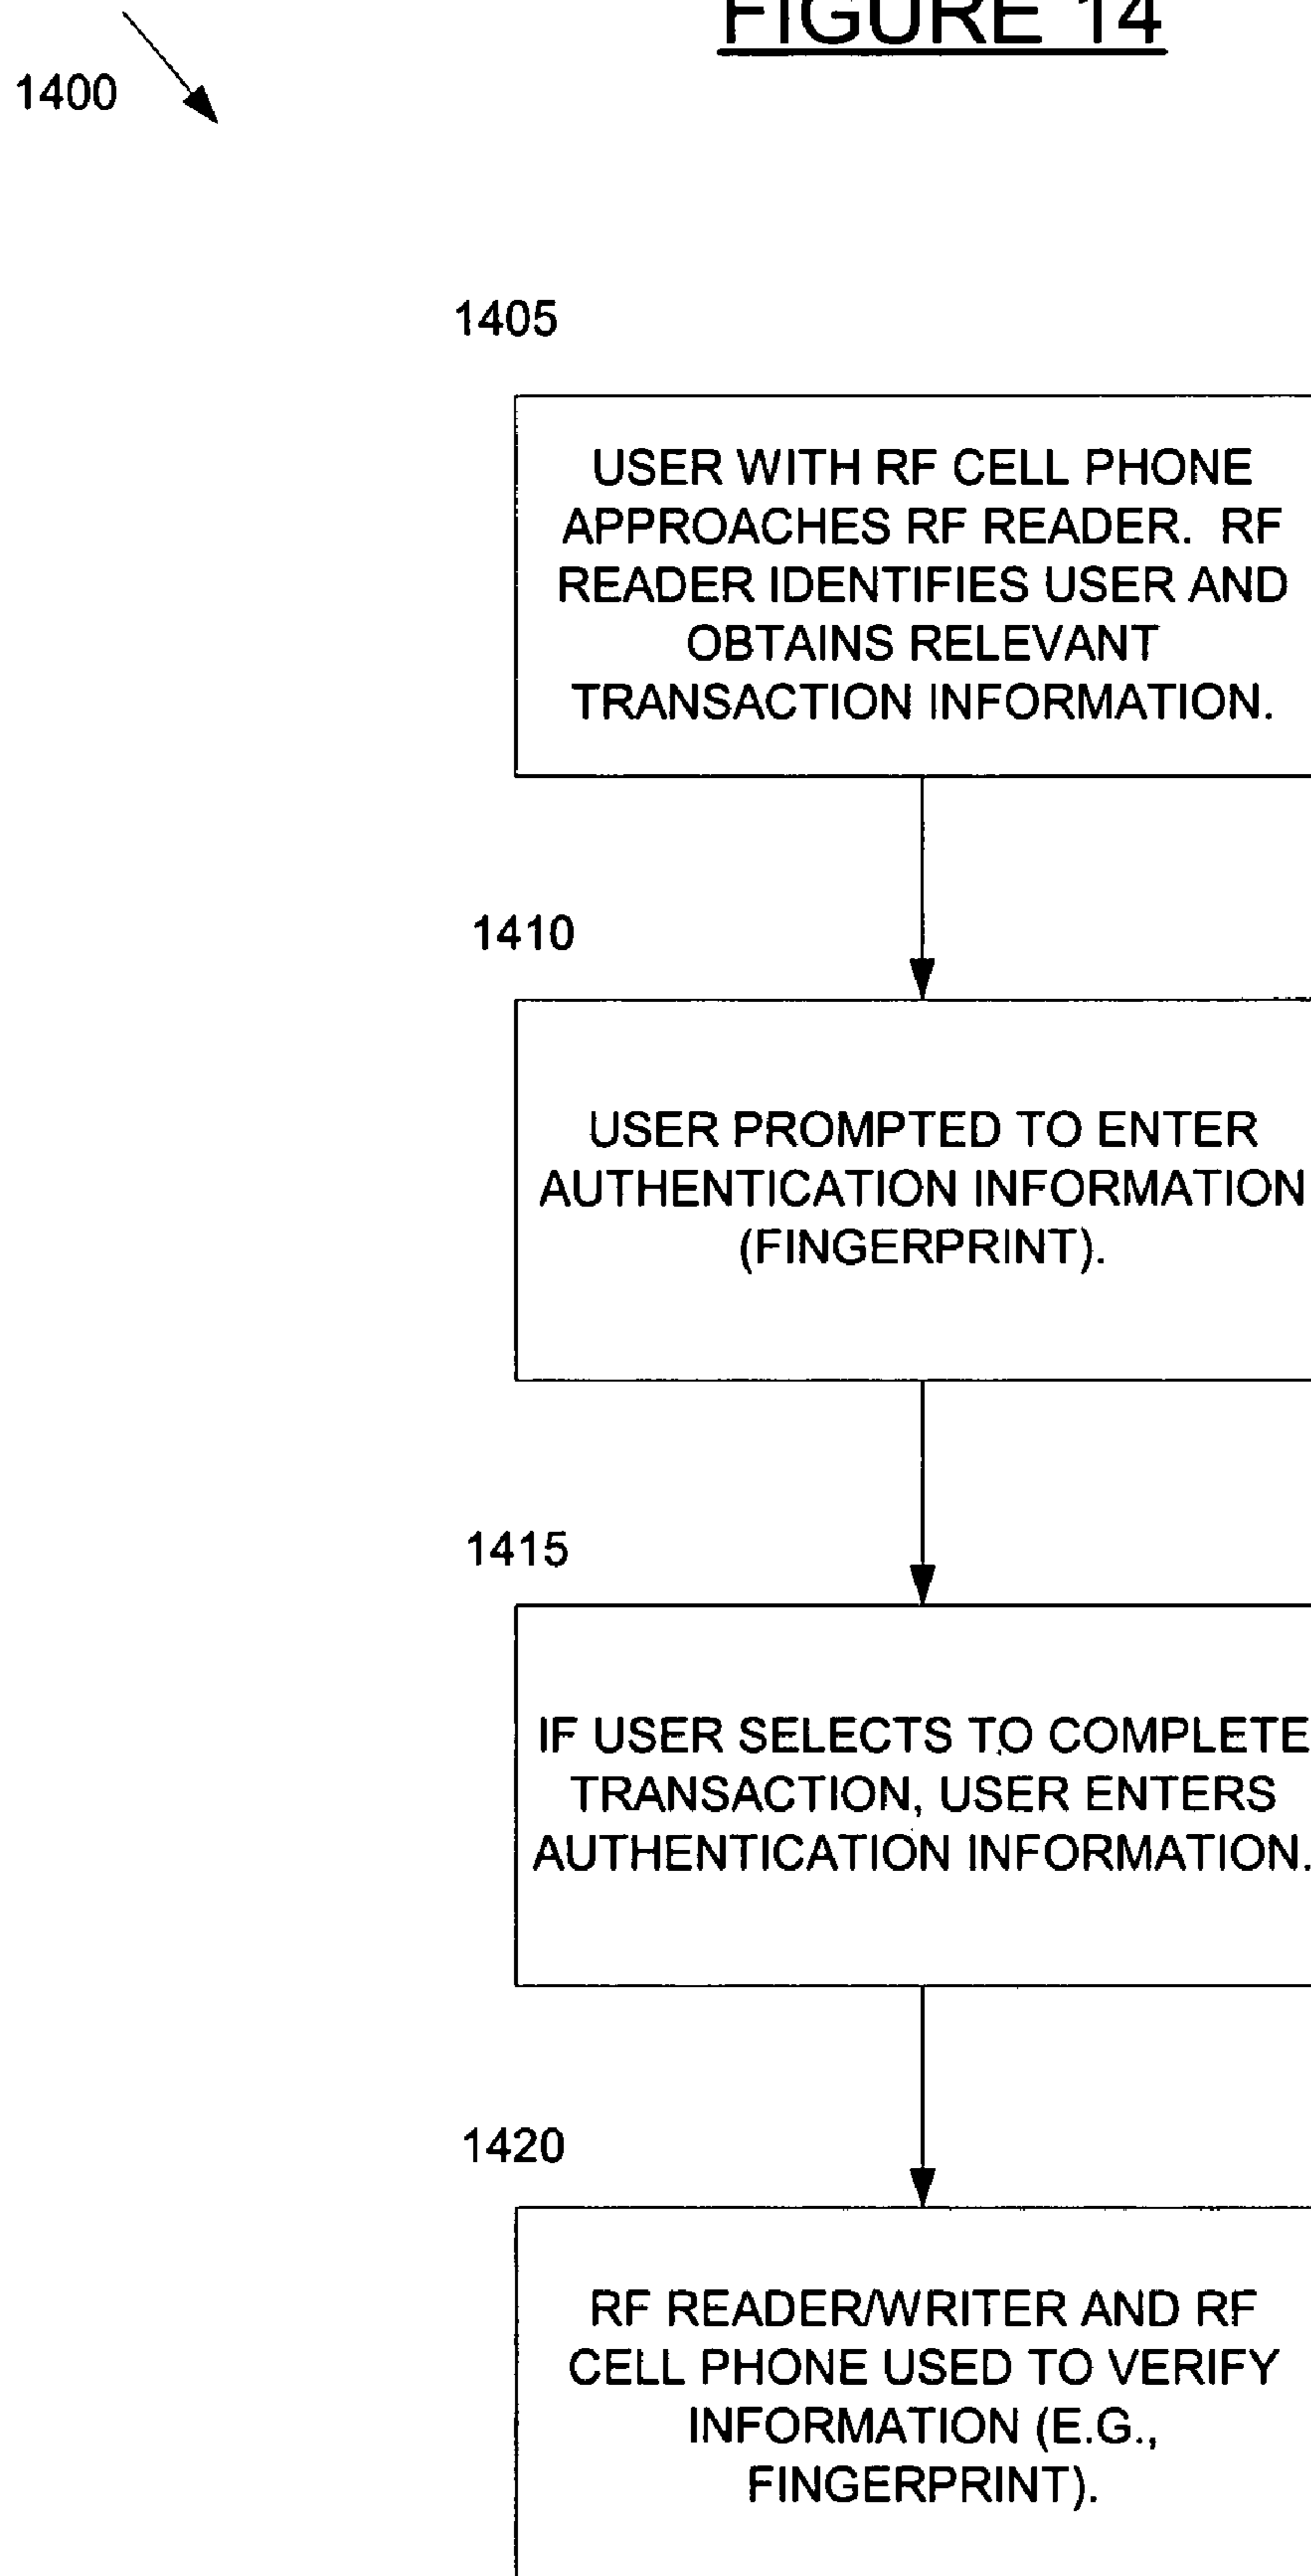 FIGURE 14
1400
1405
USER WITH RF CELL PHONE
APPROACHES RF READER. RF
READER IDENTIFIES USER AND
OBTAINS RELEVANT
TRANSACTION INFORMATION.
1410
USER PROMPTED TO ENTER
AUTHENTICATION INFORMATION
(FINGERPRINT).
1415
IF USER SELECTS TO COMPLETE
TRANSACTION, USER ENTERS
AUTHENTICATION INFORMATION.
1420
RF READER/WRITER AND RF
CELL PHONE USED TO VERIFY
INFORMATION (E.G.,
FINGERPRINT).